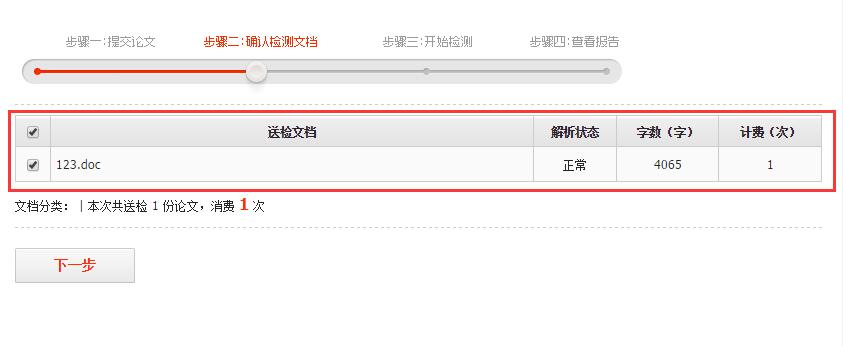 步骤一:提交论文 步骤二:确认检测文档 步骤三:开始检测 步骤四:查看报告
送检文档 解析状态 字数（字） 计费（次）
123.doc 正常 4065 1
文档分类：｜本次共送检 1 份论文，消费 1 次
下一步